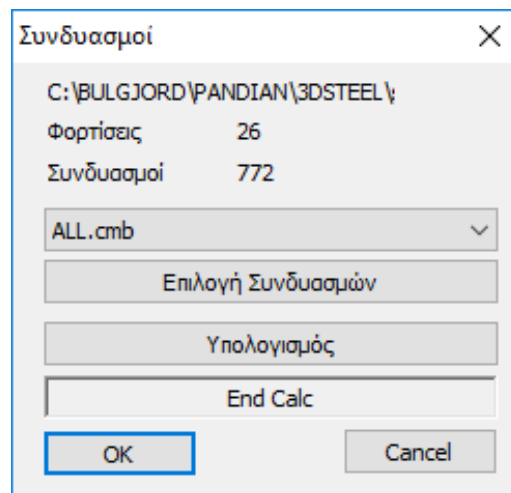 Συνδυασμοί
C:\BULGJORD\PANDIAN\3DSTEEL\
Φορτίσεις 26
Συνδυασμοί 772
ALL.cmb
Επιλογή Συνδυασμών
Υπολογισμός
End Calc
OK Cancel